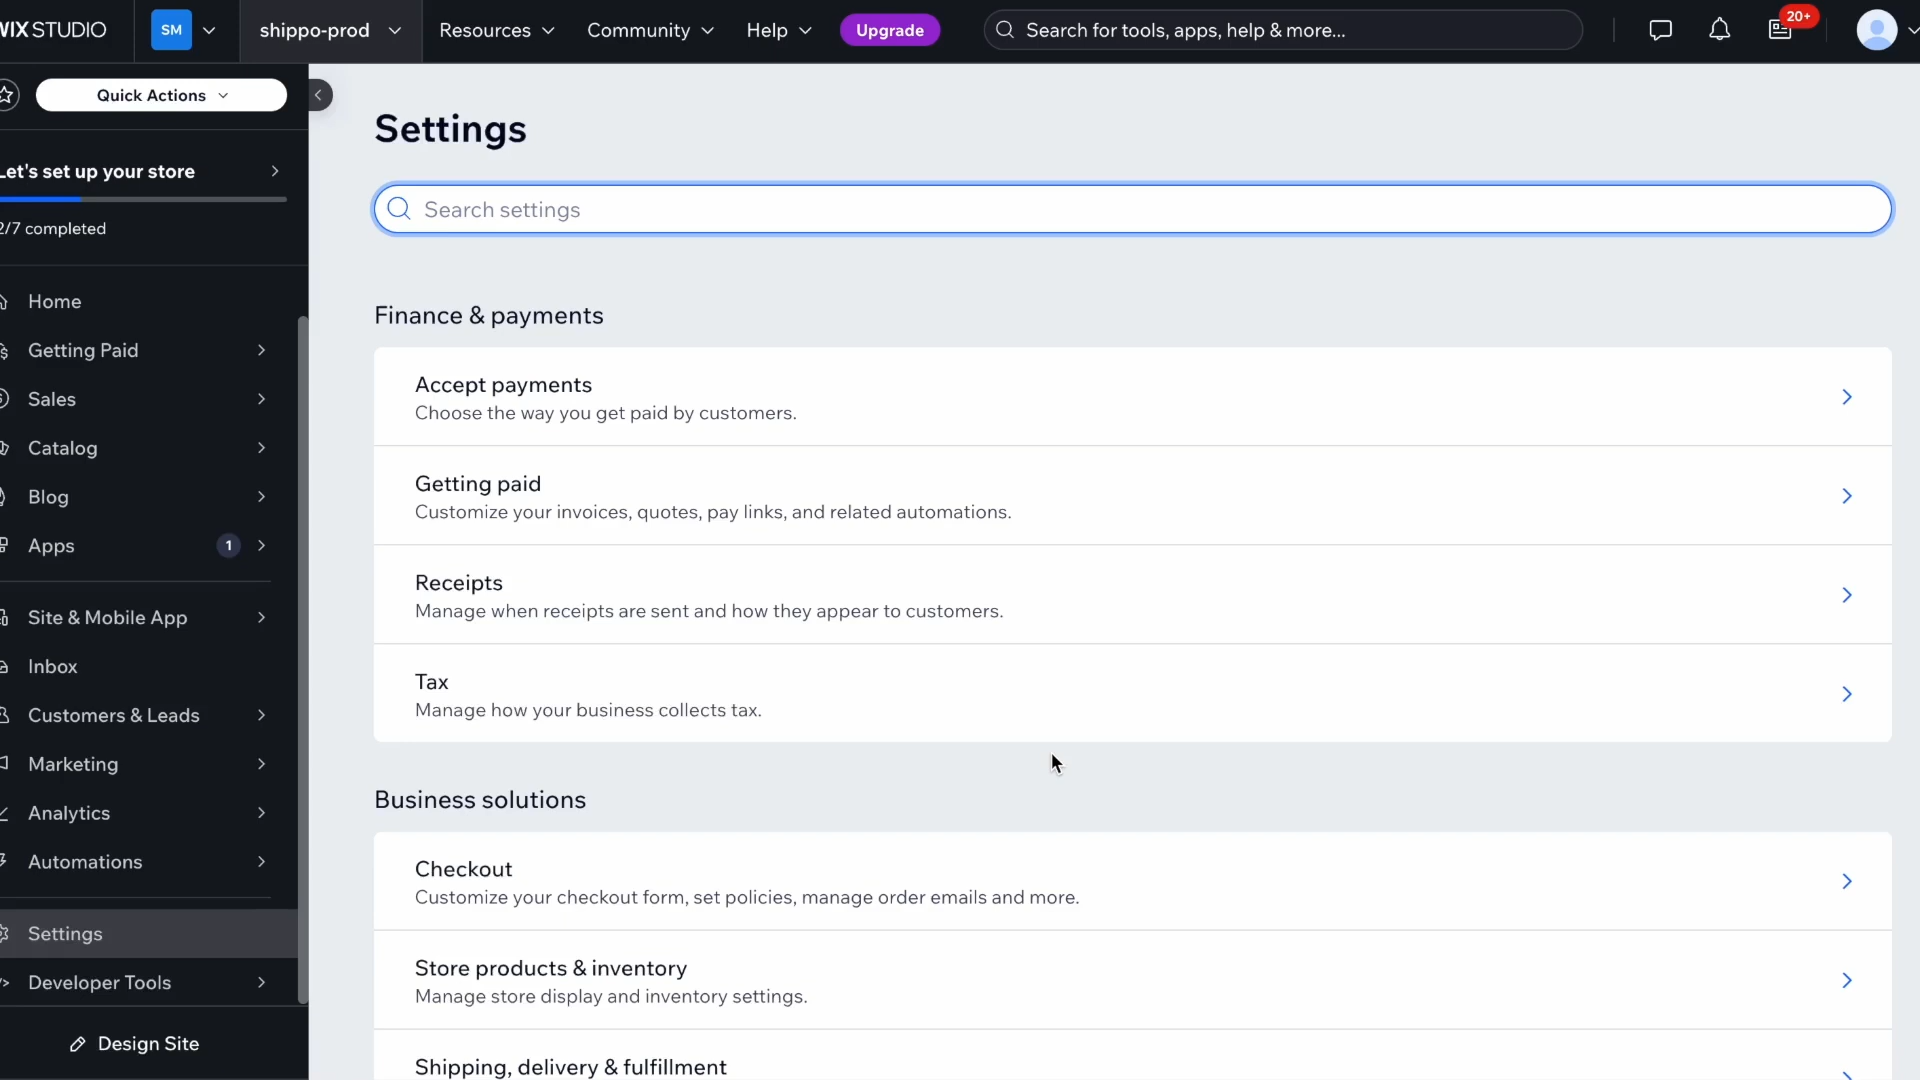 WIX STUDIO
SM
shippo-prod
Resources
Community
Help
Upgrade
Search for tools, apps, help & more...
20+
Quick Actions
Let's set up your store
2/7 completed
Home
Getting Paid
Sales
Catalog
Blog
Apps
1
Site & Mobile App
Inbox
Customers & Leads
Marketing
Analytics
Automations
Settings
Developer Tools
Design Site
Settings
Search settings
Finance & payments
Accept payments
Choose the way you get paid by customers.
Getting paid
Customize your invoices, quotes, pay links, and related automations.
Receipts
Manage when receipts are sent and how they appear to customers.
Tax
Manage how your business collects tax.
Business solutions
Checkout
Customize your checkout form, set policies, manage order emails and more.
Store products & inventory
Manage store display and inventory settings.
Shipping, delivery & fulfillment